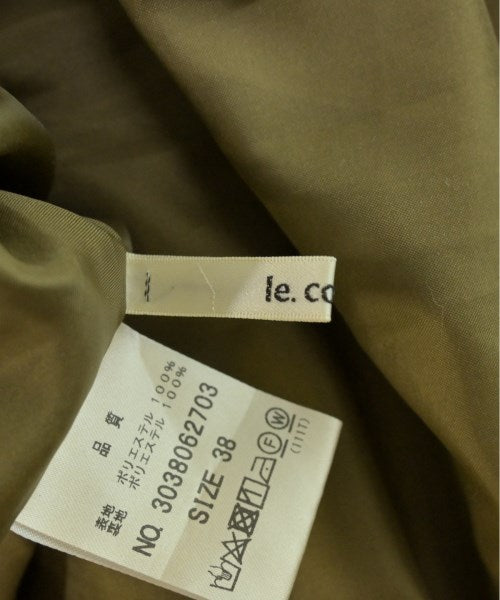 le. co
品質
表地 ポリエステル 100%
裏地 ポリエステル 100%
NO. 3038062703
SIZE 38
(111T)